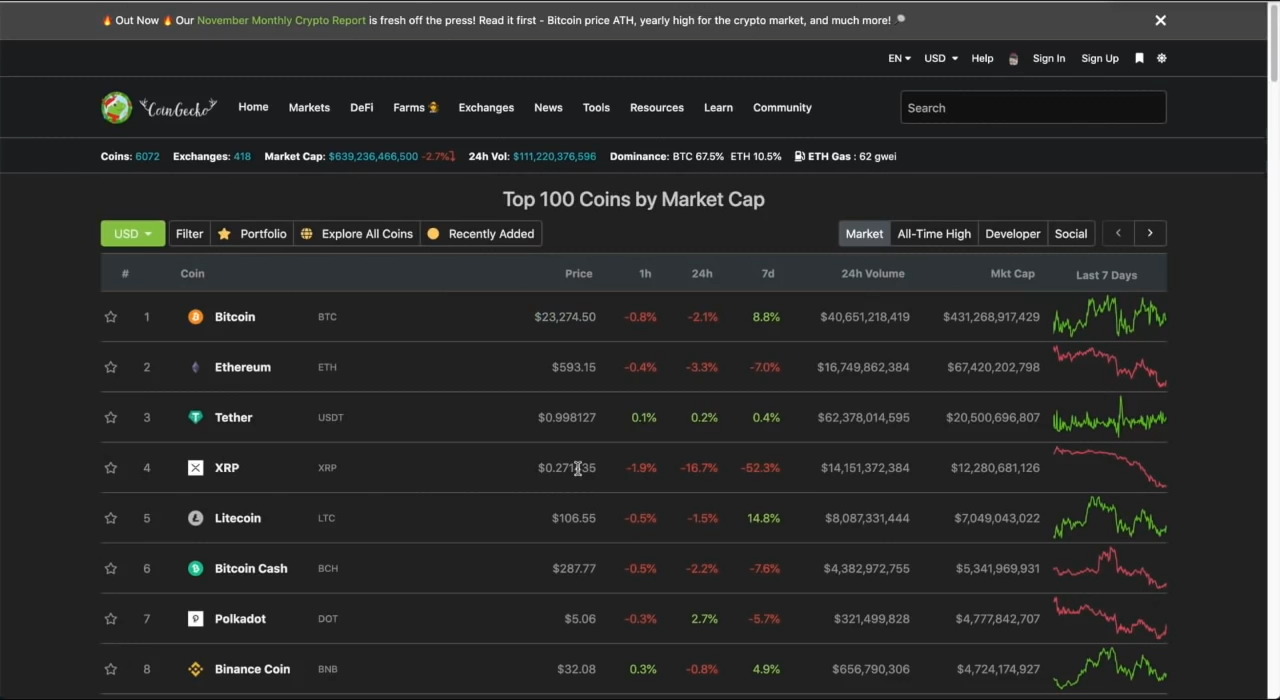 Out Now Our November Monthly Crypto Report is fresh off the press! Read it first - Bitcoin price ATH, yearly high for the crypto market, and much more!
EN USD Help Sign In Sign Up
CoinGecko Home Markets DeFi Farms Exchanges News Tools Resources Learn Community Search
Coins: 6072 Exchanges: 418 Market Cap: $639,236,466,500 -2.7% 24h Vol: $111,220,376,596 Dominance: BTC 67.5% ETH 10.5% ETH Gas : 62 gwei
Top 100 Coins by Market Cap
USD Filter Portfolio Explore All Coins Recently Added Market All-Time High Developer Social
# Coin Price 1h 24h 7d 24h Volume Mkt Cap Last 7 Days
1 Bitcoin BTC $23,274.50 -0.8% -2.1% 8.8% $40,651,218,419 $431,268,917,429
2 Ethereum ETH $593.15 -0.4% -3.3% -7.0% $16,749,862,384 $67,420,202,798
3 Tether USDT $0.998127 0.1% 0.2% 0.4% $62,378,014,595 $20,500,696,807
4 XRP XRP -1.9% -16.7% -52.3% $14,151,372,384 $12,280,681,126
5 Litecoin LTC $106.55 -0.5% -1.5% 14.8% $8,087,331,444 $7,049,043,022
6 Bitcoin Cash BCH $287.77 -0.5% -2.2% -7.6% $4,382,972,755 $5,341,969,931
7 Polkadot DOT $5.06 -0.3% 2.7% -5.7% $321,499,828 $4,777,842,707
8 Binance Coin BNB $32.08 0.3% -0.8% 4.9% $656,790,306 $4,724,174,927